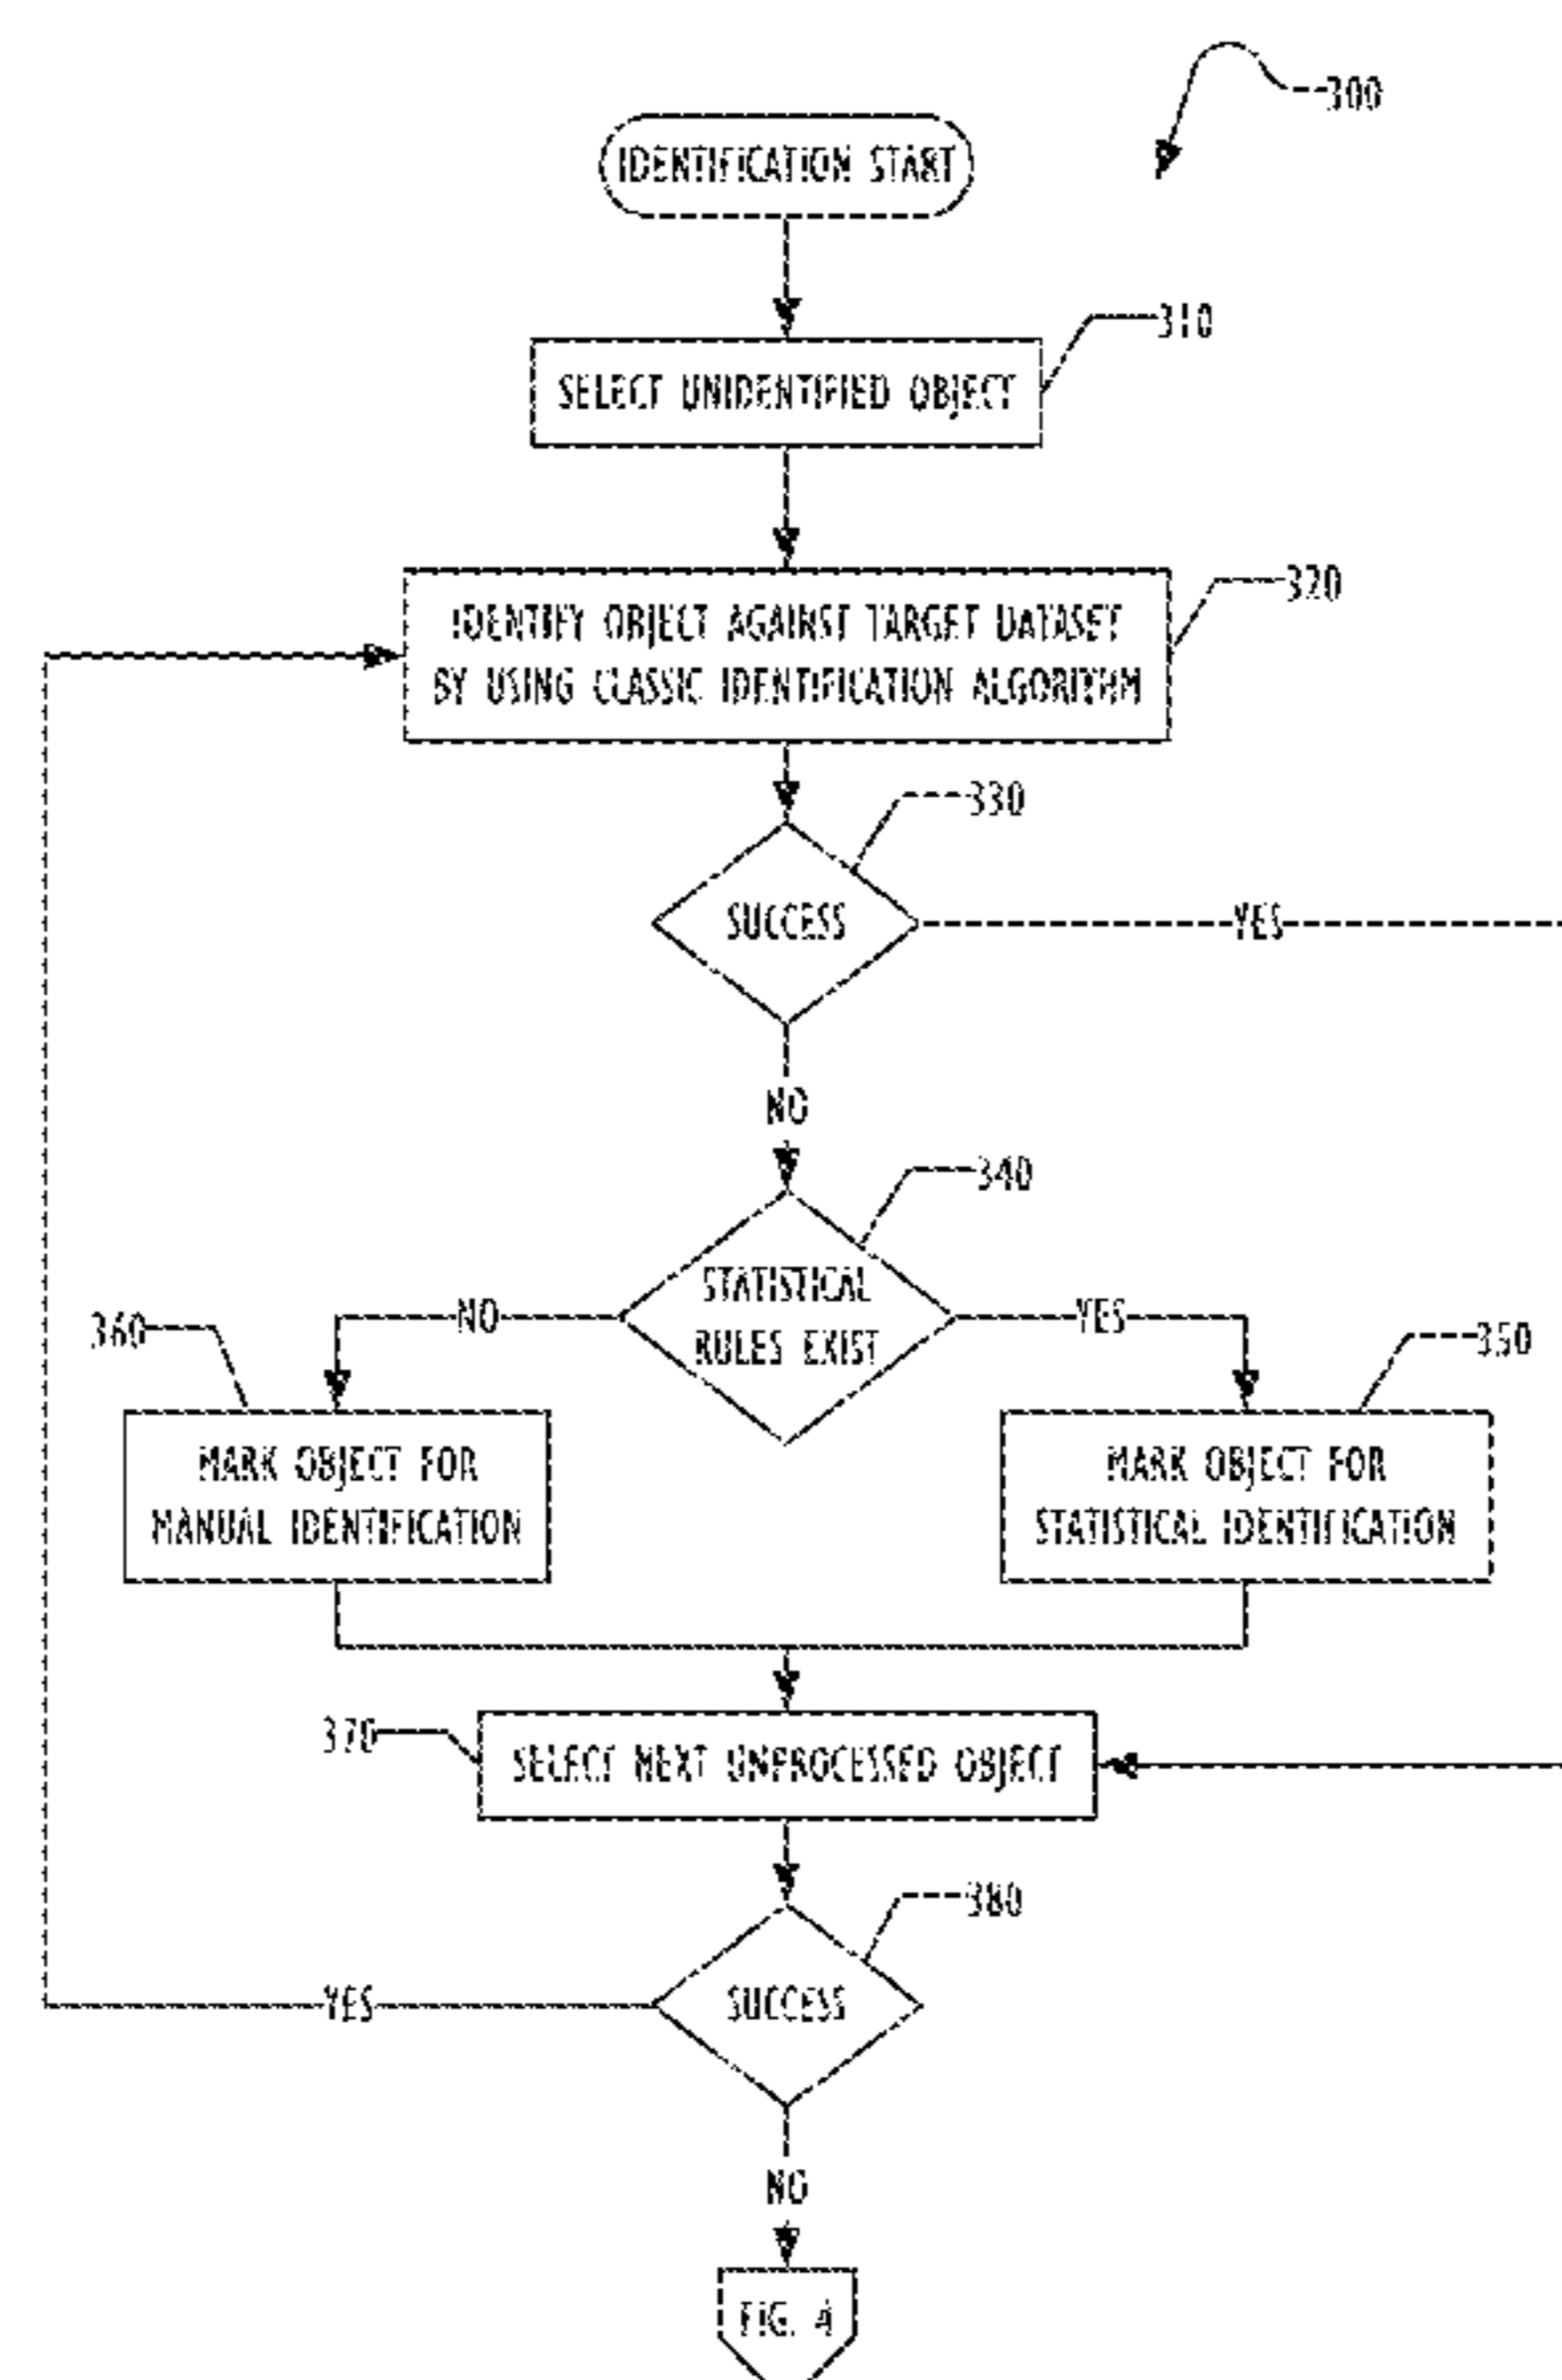 300
IDENTIFICATION START
310
SELECT UNIDENTIFIED OBJECT
320
IDENTIFY OBJECT AGAINST TARGET DATASET
BY USING CLASSIC IDENTIFICATION ALGORITHM
330
SUCCESS
YES
NO
340
STATISTICAL
RULES EXIST
NO
YES
360
350
MARK OBJECT FOR
MANUAL IDENTIFICATION
MARK OBJECT FOR
STATISTICAL IDENTIFICATION
370
SELECT NEXT UNPROCESSED OBJECT
380
SUCCESS
YES
NO
FIG. 4